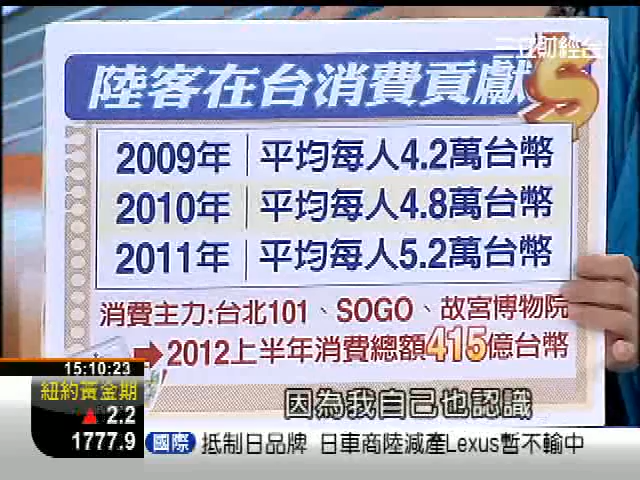 三立財經台
陸客在台消費貢獻
2009年 平均每人4.2萬台幣
2010年 平均每人4.8萬台幣
2011年 平均每人5.2萬台幣
消費主力:台北101、SOGO、故宮博物院
2012上半年消費總額415億台幣
因為我自己也認識
15:10:23
紐約黃金期
▲ 2.2
1777.9
國際 抵制日品牌 日車商陸減產Lexus暫不輸中